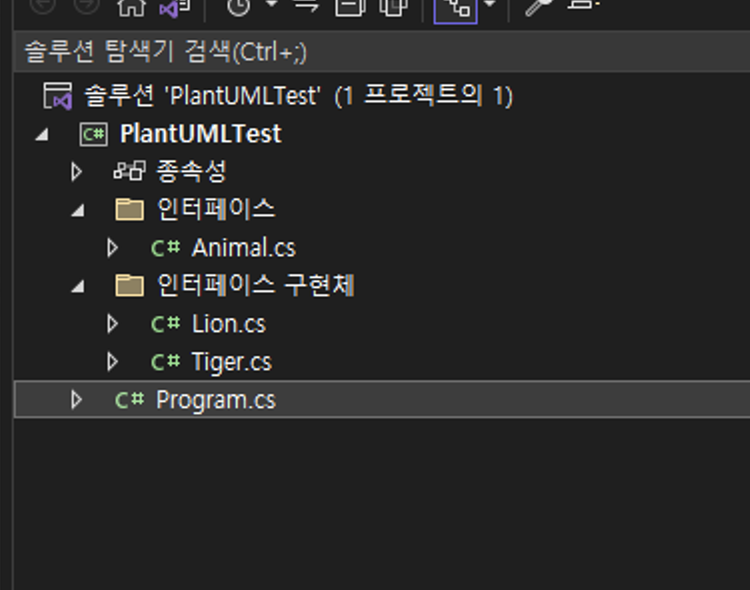 솔루션 탐색기 검색(Ctrl+;)
솔루션 'PlantUMLTest' (1 프로젝트의 1)
C# PlantUMLTest
종속성
인터페이스
C# Animal.cs
인터페이스 구현체
C# Lion.cs
C# Tiger.cs
C# Program.cs